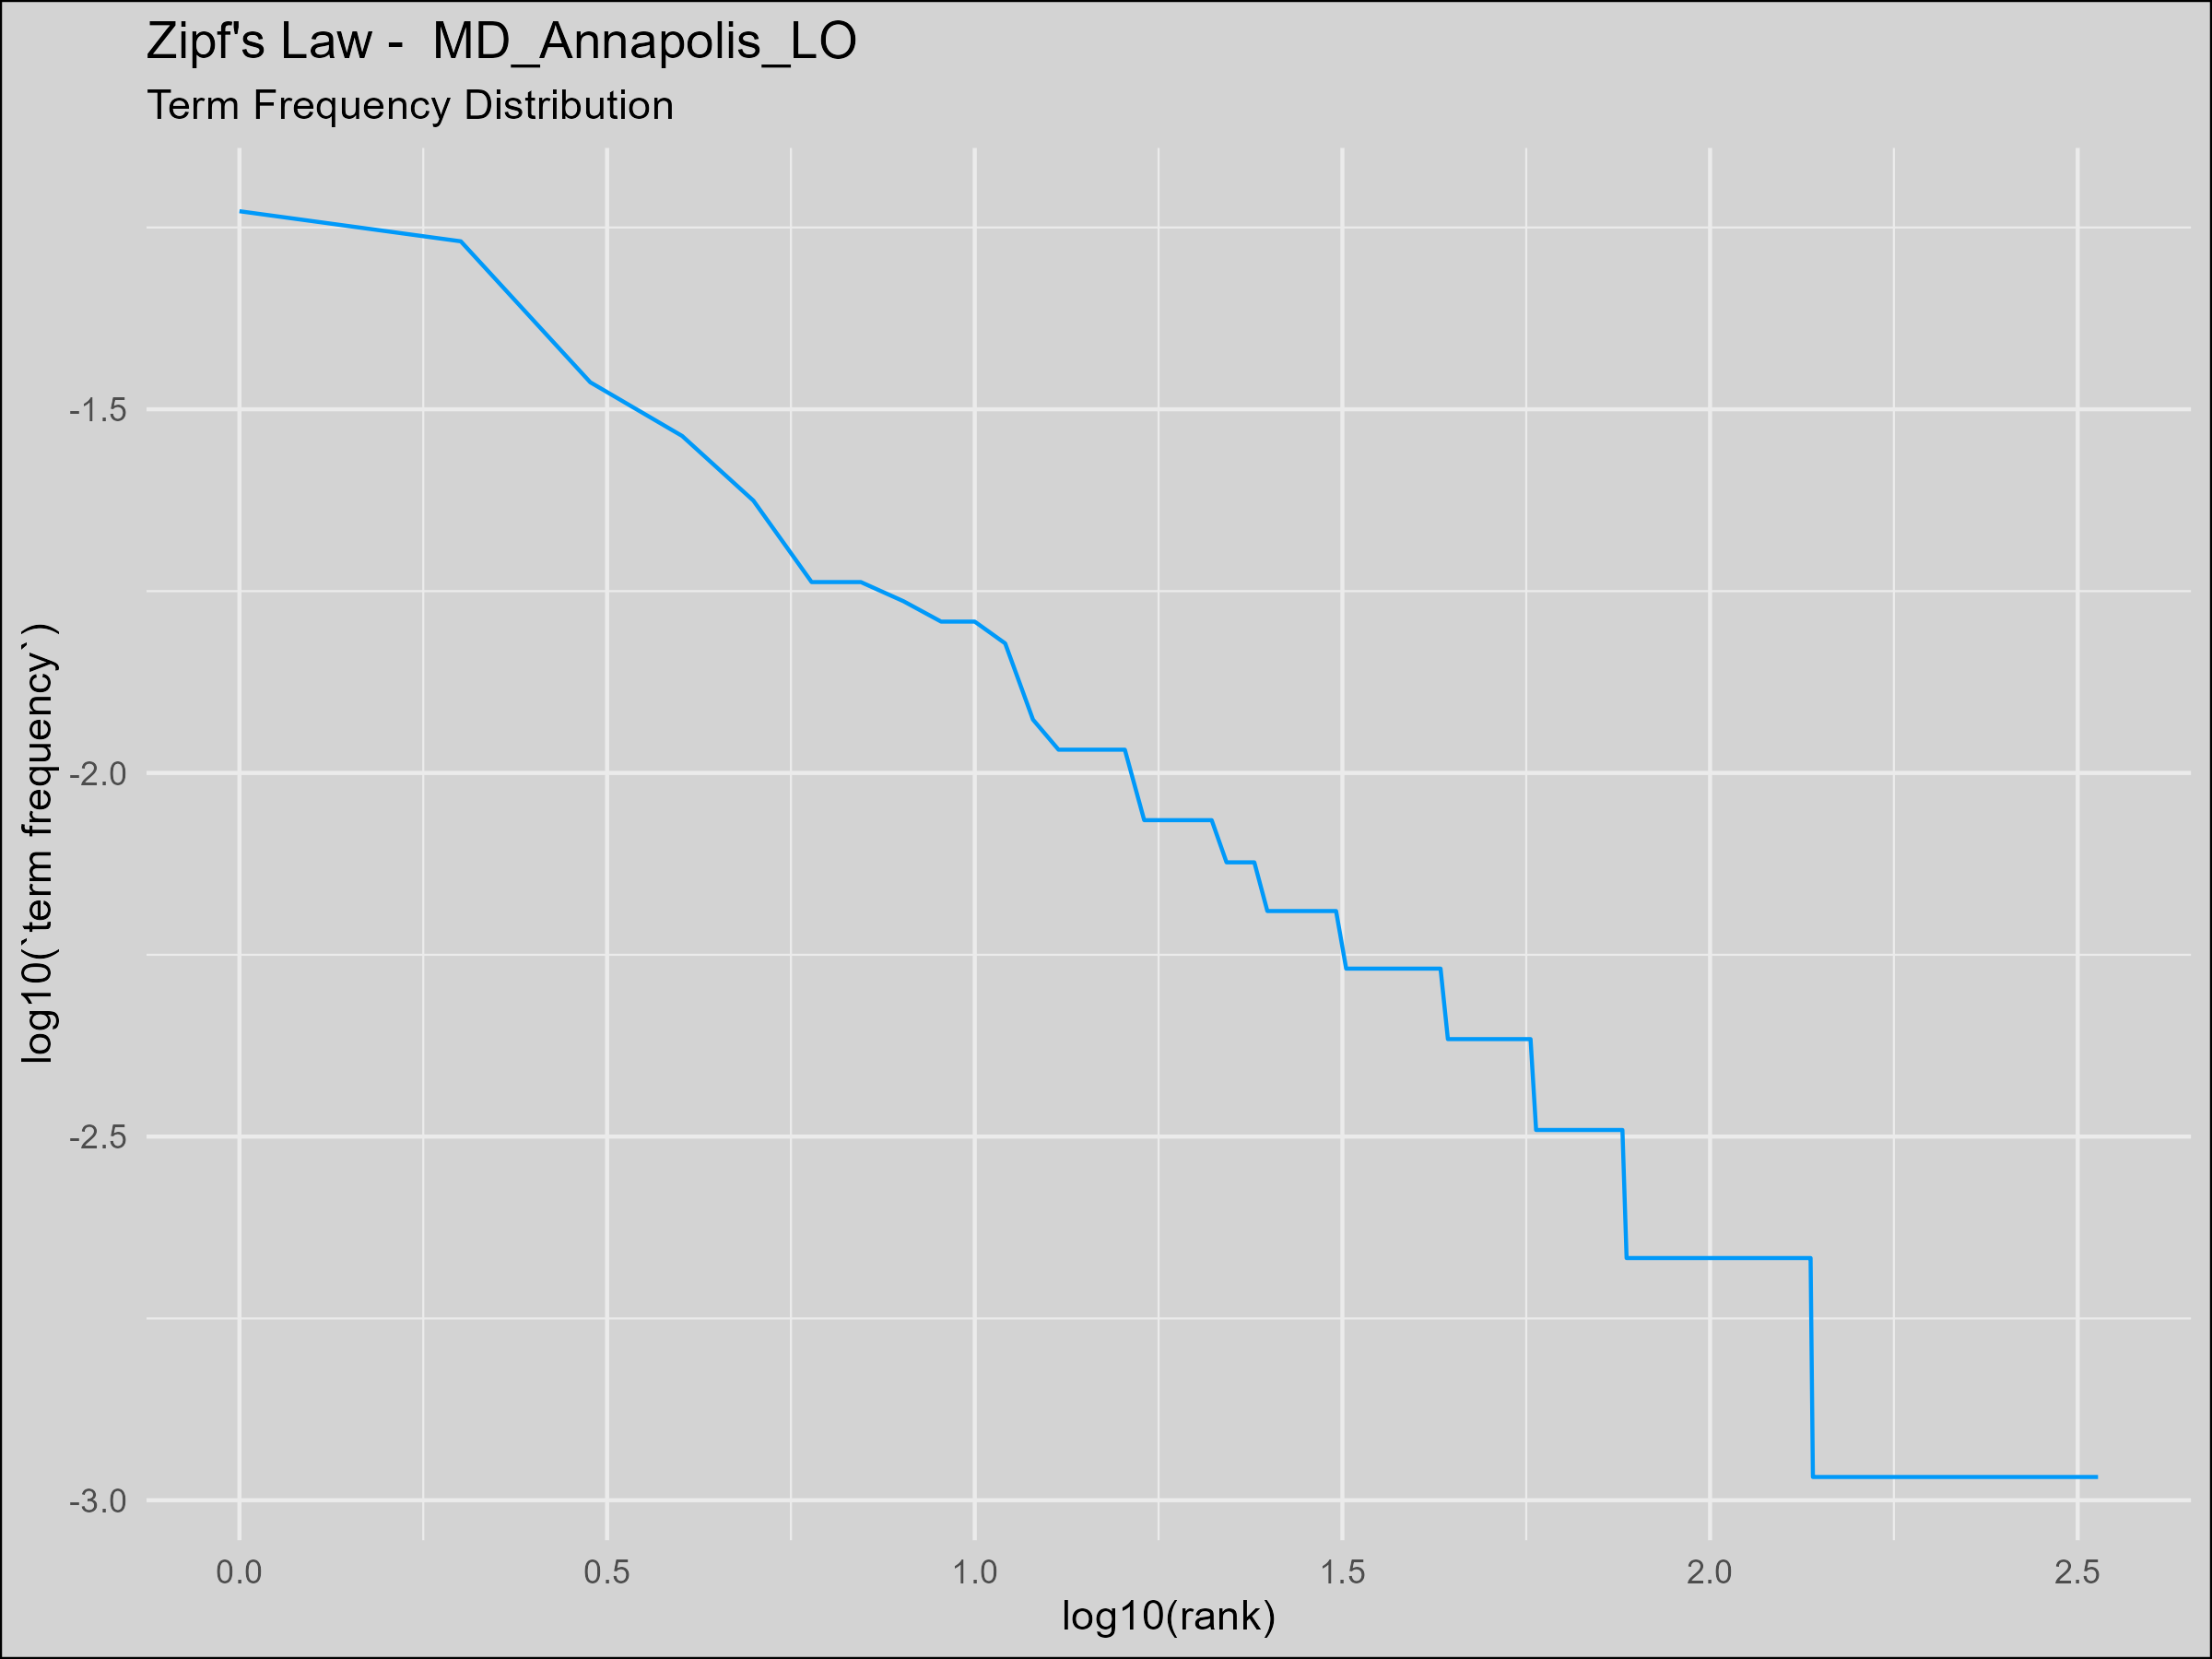 Zipf's Law -  MD_Annapolis_LO
Term Frequency Distribution
log10(`term frequency`)
-1.5
-2.0
-2.5
-3.0
0.0 0.5 1.0 1.5 2.0 2.5
log10(rank)